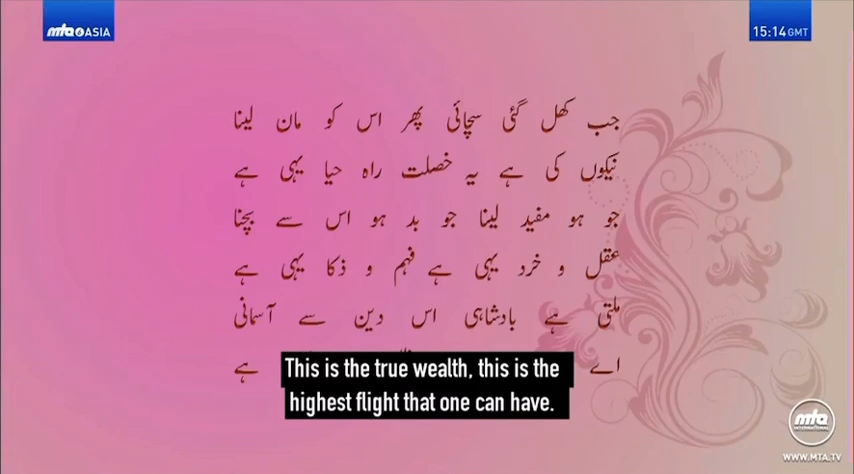 mta ASIA
15:14 GMT
جب کھل گئی سچائی پھر اس کو مان لینا
نیکوں کی ہے یہ خصلت راہ حیا یہی ہے
جو ہو مفید لینا جو بد ہو اس سے بچنا
عقل و خرد یہی ہے فہم و ذکا یہی ہے
ملتی ہے بادشاہی اس دین سے آسمانی
اے ہے
This is the true wealth, this is the
highest flight that one can have.
mta
INTERNATIONAL
WWW.MTA.TV